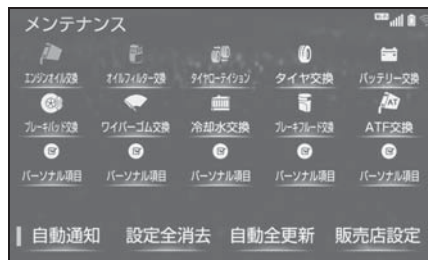 メンテナンス
エンジンオイル交換 オイルフィルター交換 タイヤローテイション タイヤ交換 バッテリー交換
ブレーキパッド交換 ワイパーゴム交換 冷却水交換 ブレーキフルード交換 ATF交換
パーソナル項目 パーソナル項目 パーソナル項目 パーソナル項目 パーソナル項目
自動通知 設定全消去 自動全更新 販売店設定